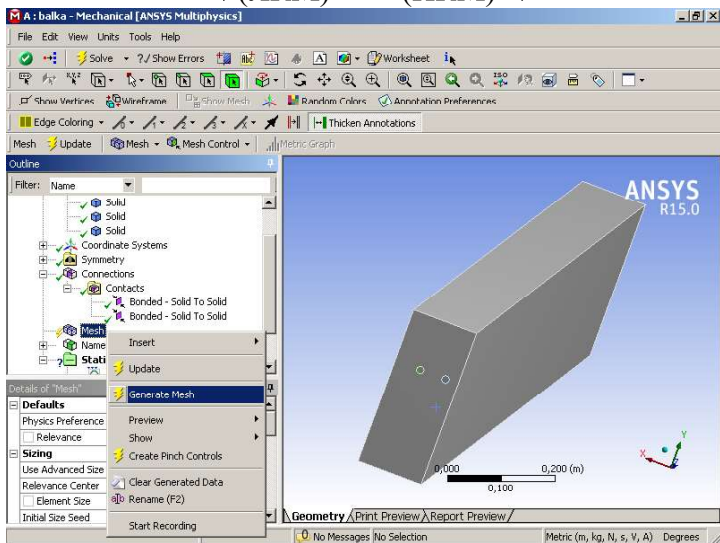 A : balka - Mechanical [ANSYS Multiphysics]
File Edit View Units Tools Help
Solve ?/ Show Errors A Worksheet
Show Vertices Wireframe Show Mesh Random Colors Annotation Preferences
Edge Coloring Thicken Annotations
Mesh Update Mesh Mesh Control Metric Graph
Outline
Filter: Name
Solid
Solid
Solid
Coordinate Systems
Symmetry
Connections
Contacts
Bonded - Solid To Solid
Bonded - Solid To Solid
Mesh
Name
Stati
Insert
Update
Generate Mesh
Preview
Show
Create Pinch Controls
Clear Generated Data
Rename (F2)
Start Recording
Details of "Mesh"
Defaults
Physics Preference
Relevance
Sizing
Use Advanced Size
Relevance Center
Element Size
Initial Size Seed
ANSYS
R15.0
0,000 0,200 (m)
0,100
Y
X
Z
Geometry Print Preview Report Preview
No Messages No Selection Metric (m, kg, N, s, V, A) Degrees